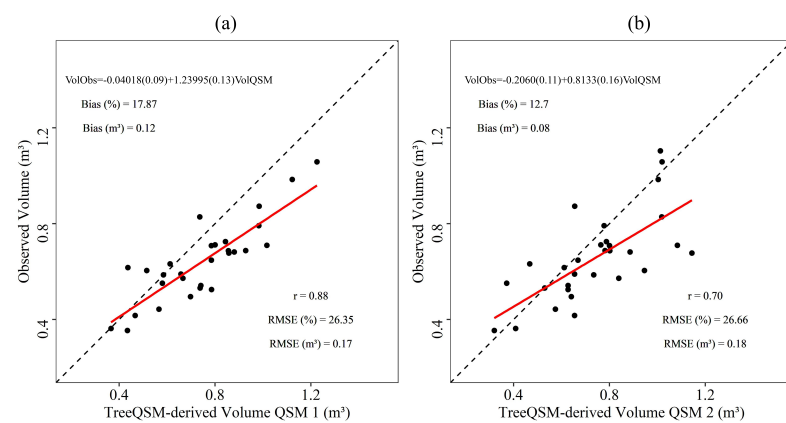 (a)
VolObs=-0.04018(0.09)+1.23995(0.13)VolQSM
Bias (%) = 17.87
Bias (m³) = 0.12
r = 0.88
RMSE (%) = 26.35
RMSE (m³) = 0.17
Observed Volume (m³)
1.2
0.8
0.4
0.4
0.8
1.2
TreeQSM-derived Volume QSM 1 (m³)
(b)
VolObs=-0.2060(0.11)+0.8133(0.16)VolQSM
Bias (%) = 12.7
Bias (m³) = 0.08
r = 0.70
RMSE (%) = 26.66
RMSE (m³) = 0.18
Observed Volume (m³)
1.2
0.8
0.4
0.4
0.8
1.2
TreeQSM-derived Volume QSM 2 (m³)